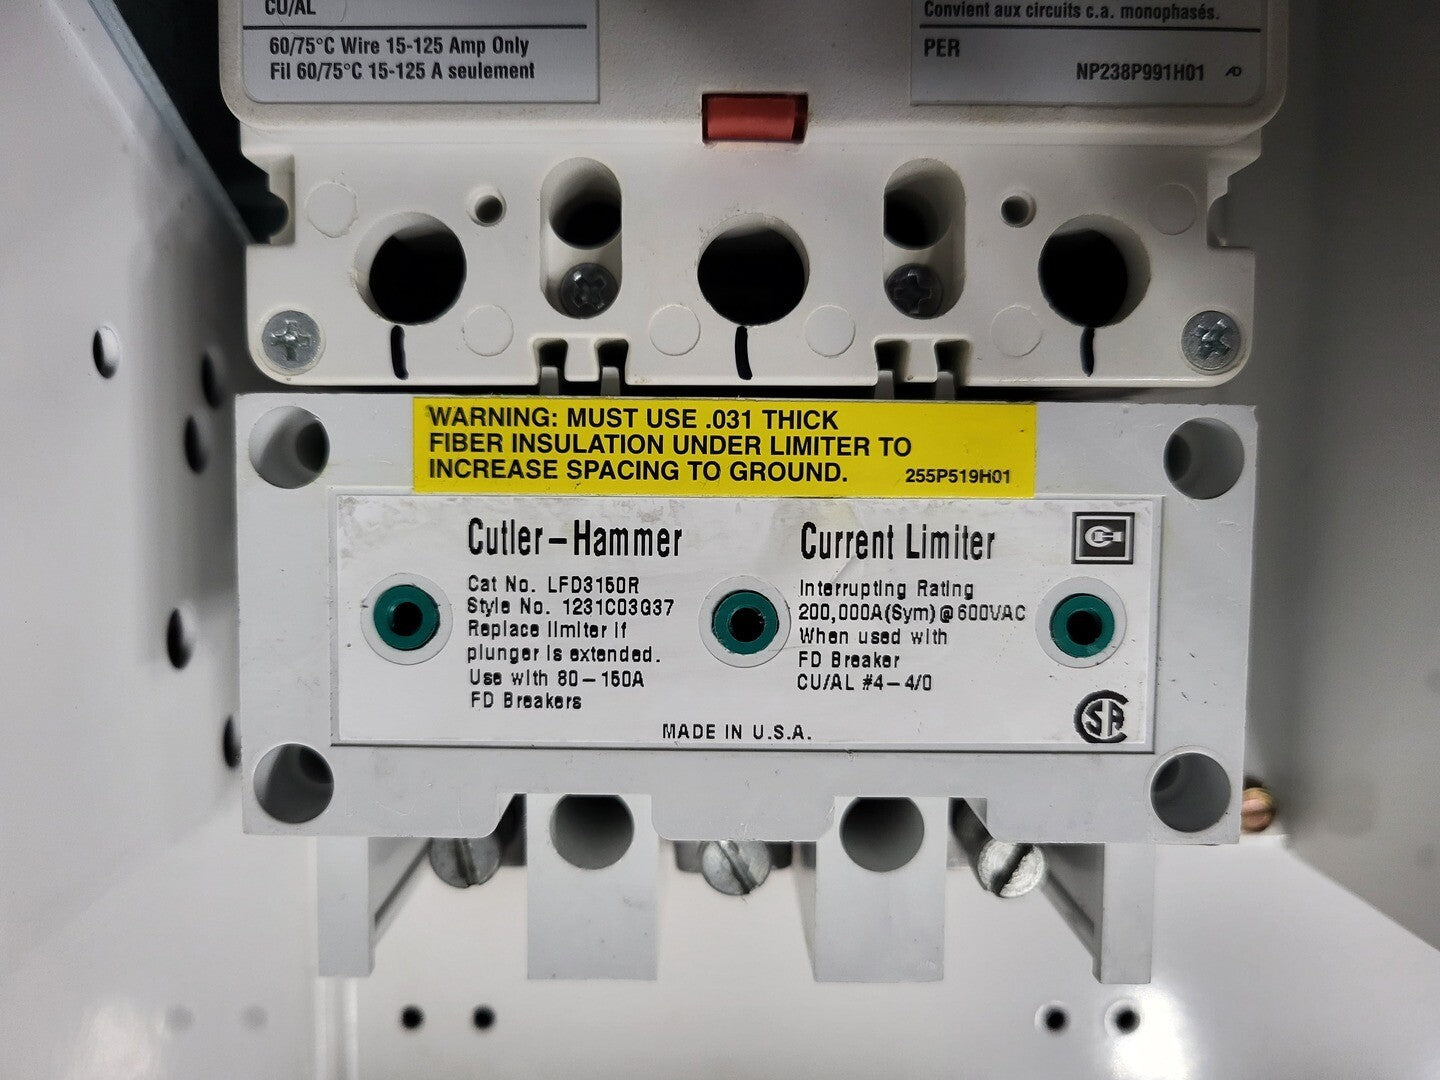 CU/AL
60/75°C Wire 15-125 Amp Only
Fil 60/75°C 15-125 A seulement
Convient aux circuits c.a. monophasés.
PER
NP238P991H01
WARNING: MUST USE .031 THICK
FIBER INSULATION UNDER LIMITER TO
INCREASE SPACING TO GROUND.
255P519H01
Cutler-Hammer
Cat No. LFD3150R
Style No. 1231C03G37
Replace limiter if
plunger is extended.
Use with 80-150A
FD Breakers
Current Limiter
Interrupting Rating
200,000A(Sym)@600VAC
When used with
FD Breaker
CU/AL #4-4/0
MADE IN U.S.A.